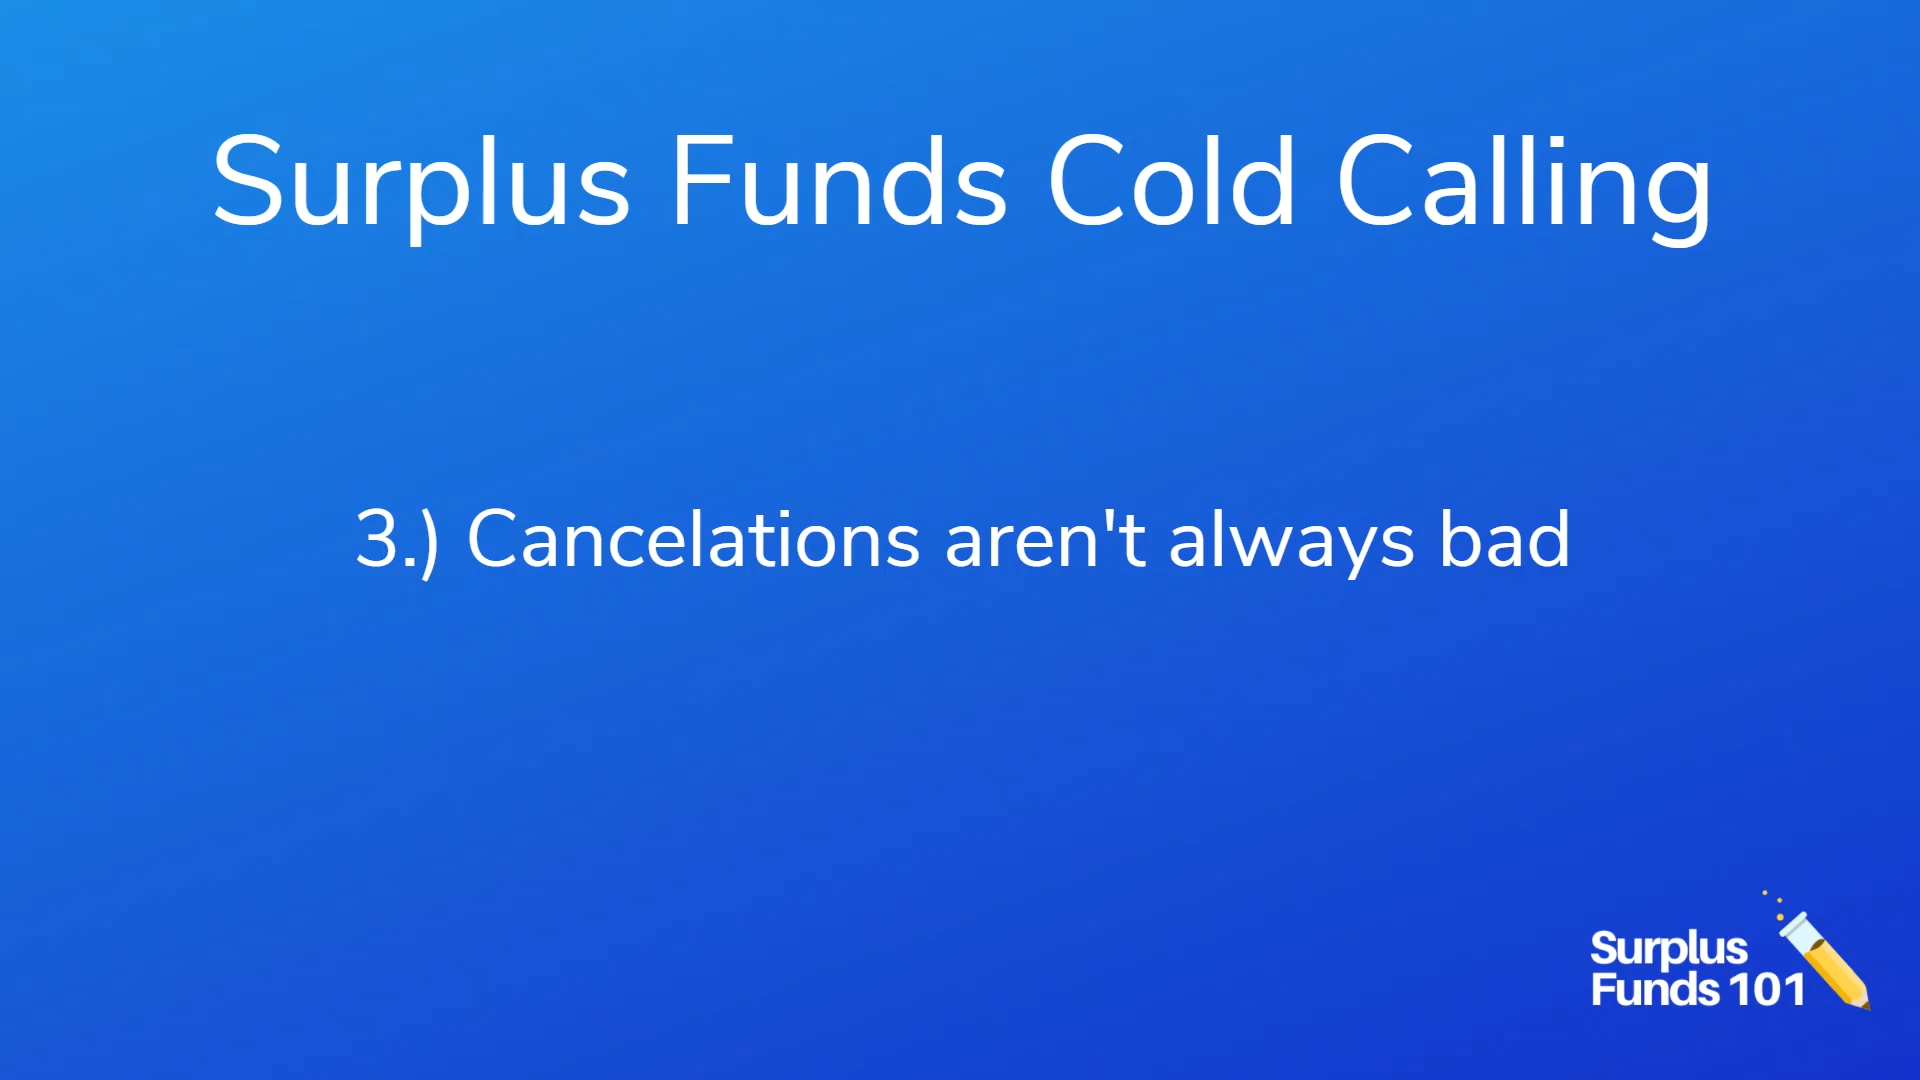 Surplus Funds Cold Calling
3.) Cancelations aren't always bad
Surplus
Funds 101